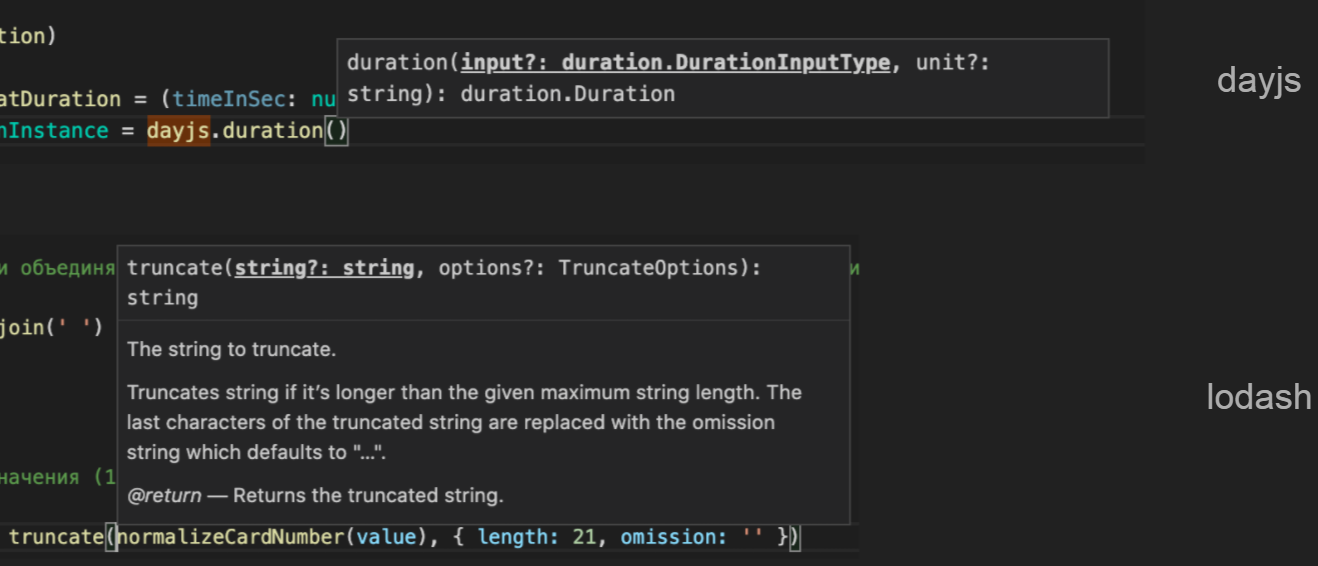 tion)
duration(input?: duration.DurationInputType, unit?:
string): duration.Duration
dayjs
atDuration = (timeInSec: nu
nInstance = dayjs.duration()
и объединя
truncate(string?: string, options?: TruncateOptions):
string
и
join(' ')
The string to truncate.
Truncates string if it’s longer than the given maximum string length. The
last characters of the truncated string are replaced with the omission
string which defaults to "...".
lodash
начения (1
@return — Returns the truncated string.
truncate(normalizeCardNumber(value), { length: 21, omission: '' })